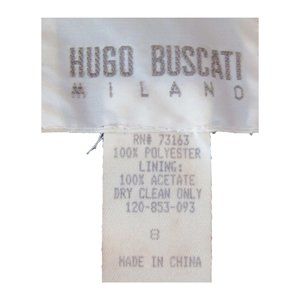 HUGO BUSCATI
MILANO
RN# 73163
100% POLYESTER
LINING:
100% ACETATE
DRY CLEAN ONLY
120-853-093
8
MADE IN CHINA